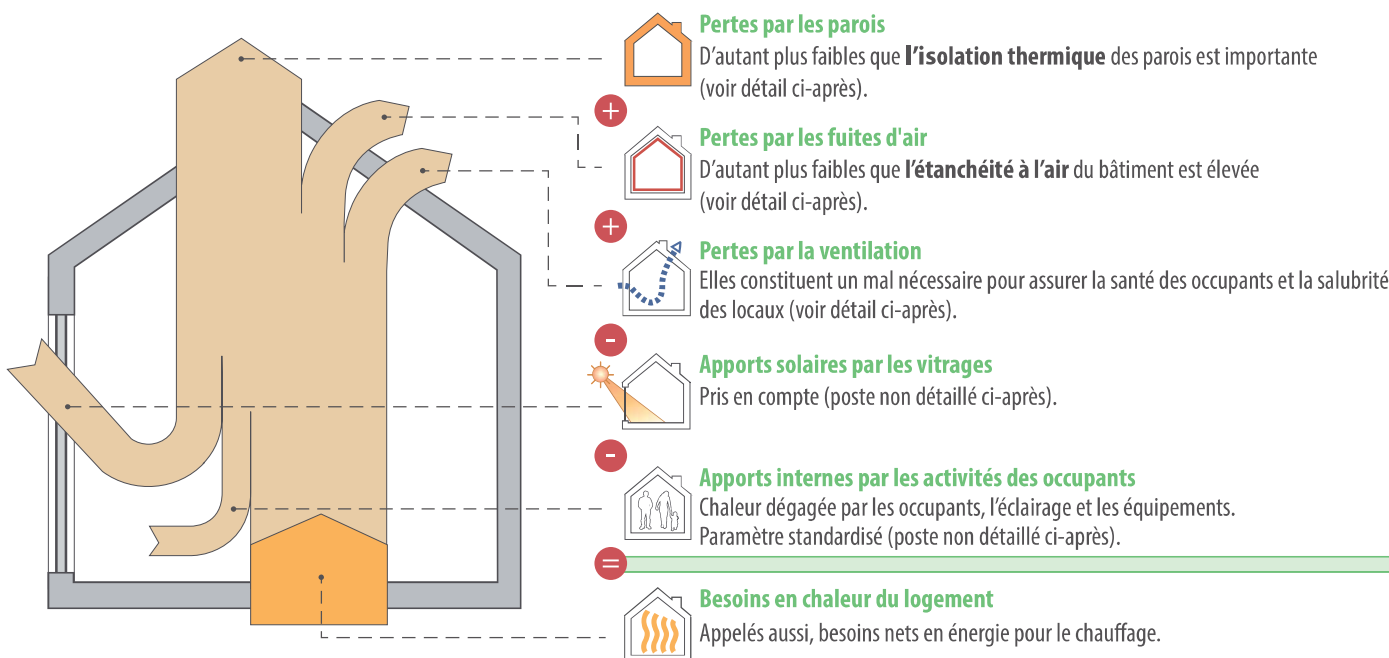 Pertes par les parois
D'autant plus faibles que l'isolation thermique des parois est importante
(voir détail ci-après).
+
Pertes par les fuites d'air
D'autant plus faibles que l'étanchéité à l'air du bâtiment est élevée
(voir détail ci-après).
+
Pertes par la ventilation
Elles constituent un mal nécessaire pour assurer la santé des occupants et la salubrité
des locaux (voir détail ci-après).
-
Apports solaires par les vitrages
Pris en compte (poste non détaillé ci-après).
-
Apports internes par les activités des occupants
Chaleur dégagée par les occupants, l'éclairage et les équipements.
Paramètre standardisé (poste non détaillé ci-après).
=
Besoins en chaleur du logement
Appelés aussi, besoins nets en énergie pour le chauffage.